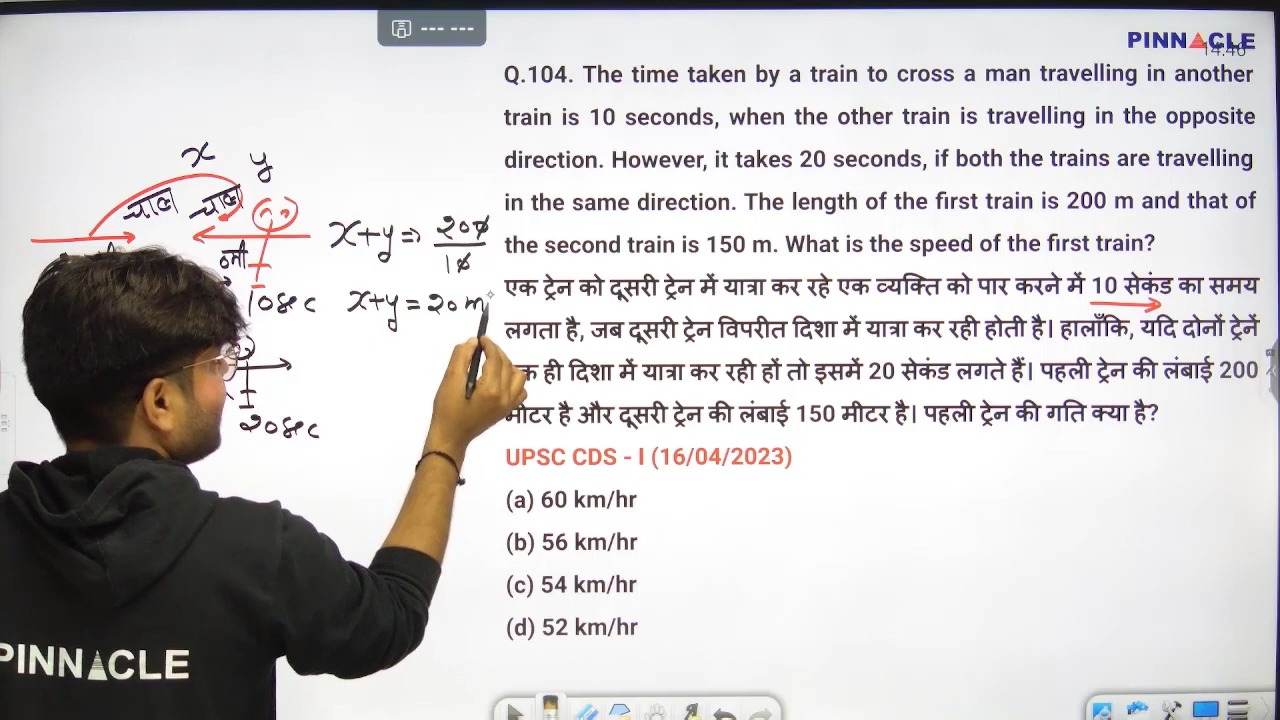 --- ---
PINNACLE
14:46
Q.104. The time taken by a train to cross a man travelling in another
train is 10 seconds, when the other train is travelling in the opposite
direction. However, it takes 20 seconds, if both the trains are travelling
in the same direction. The length of the first train is 200 m and that of
the second train is 150 m. What is the speed of the first train?
एक ट्रेन को दूसरी ट्रेन में यात्रा कर रहे एक व्यक्ति को पार करने में 10 सेकंड का समय
लगता है, जब दूसरी ट्रेन विपरीत दिशा में यात्रा कर रही होती है। हालाँकि, यदि दोनों ट्रेनें
ही दिशा में यात्रा कर रही हों तो इसमें 20 सेकंड लगते हैं। पहली ट्रेन की लंबाई 200
मीटर है और दूसरी ट्रेन की लंबाई 150 मीटर है। पहली ट्रेन की गति क्या है?
UPSC CDS - I (16/04/2023)
(a) 60 km/hr
(b) 56 km/hr
(c) 54 km/hr
(d) 52 km/hr
x y
चाल चाल
x+y ⇒ 200/10
10sec x+y = 20 m
20sec
PINNACLE